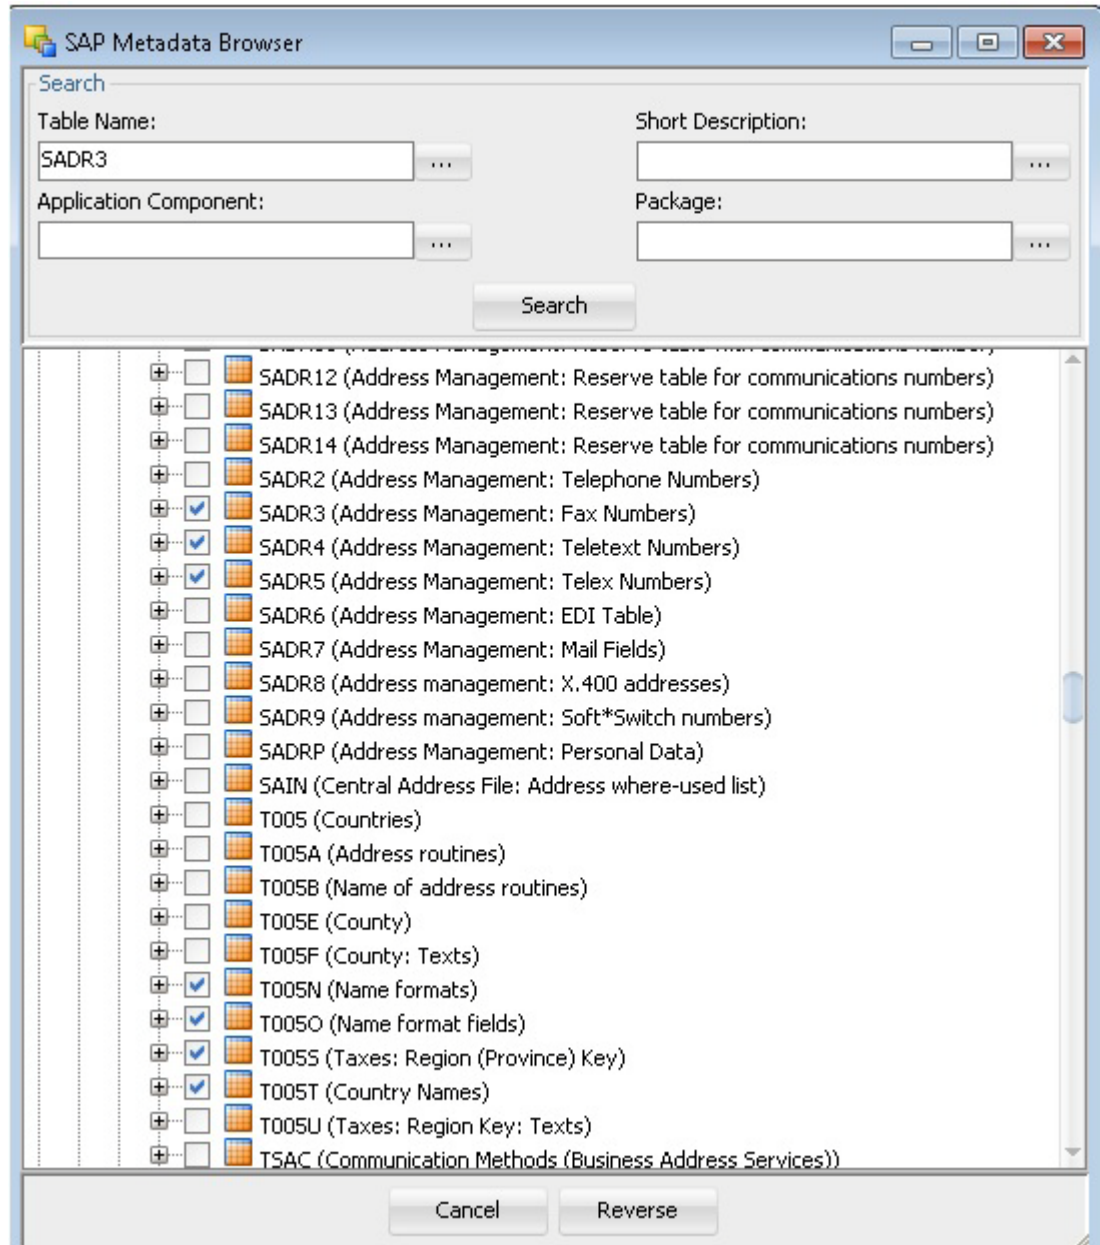 SAP Metadata Browser
Search
Table Name:
Short Description:
SADR3
...
...
Application Component:
Package:
...
...
Search
SADR12 (Address Management: Reserve table for communications numbers)
SADR13 (Address Management: Reserve table for communications numbers)
SADR14 (Address Management: Reserve table for communications numbers)
SADR2 (Address Management: Telephone Numbers)
SADR3 (Address Management: Fax Numbers)
SADR4 (Address Management: Teletext Numbers)
SADR5 (Address Management: Telex Numbers)
SADR6 (Address Management: EDI Table)
SADR7 (Address Management: Mail Fields)
SADR8 (Address management: X.400 addresses)
SADR9 (Address management: Soft*Switch numbers)
SADRP (Address Management: Personal Data)
SAIN (Central Address File: Address where-used list)
T005 (Countries)
T005A (Address routines)
T005B (Name of address routines)
T005E (County)
T005F (County: Texts)
T005N (Name formats)
T005O (Name format fields)
T005S (Taxes: Region (Province) Key)
T005T (Country Names)
T005U (Taxes: Region Key: Texts)
TSAC (Communication Methods (Business Address Services))
Cancel
Reverse